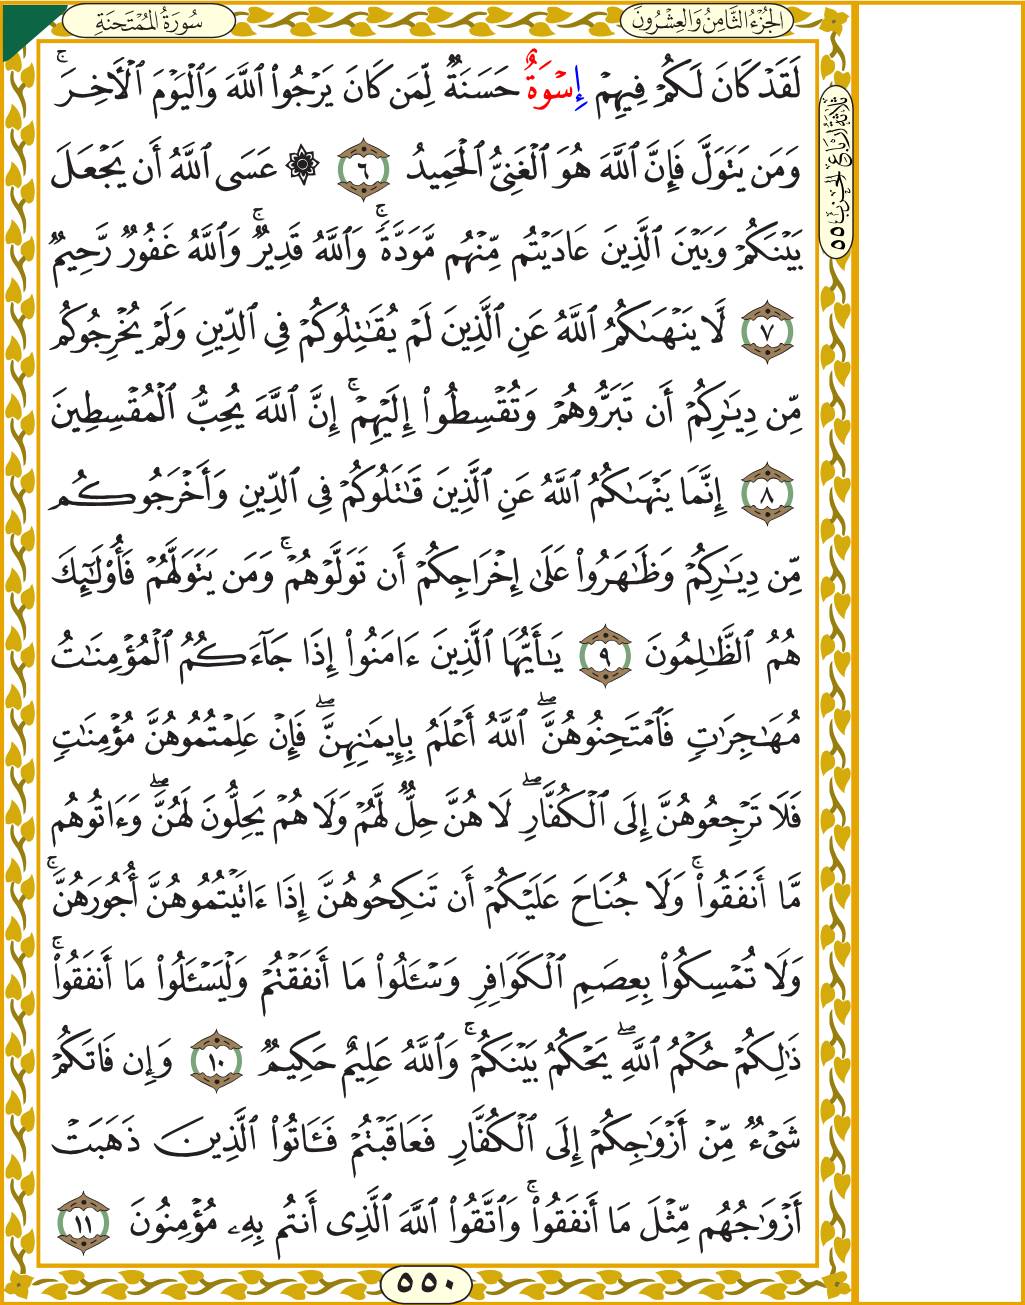 سُورَةُ المُمْتَحنَةِ
الجُزْءُ الثَّامِنُ وَالعِشْرُونَ
لَقَدْ كَانَ لَكُمْ فِيهِمْ إِسْوَةٌ حَسَنَةٌ لِّمَن كَانَ يَرْجُوا۟ ٱللَّهَ وَٱلْيَوْمَ ٱلْأَخِرَۚ
وَمَن يَتَوَلَّ فَإِنَّ ٱللَّهَ هُوَ ٱلْغَنِىُّ ٱلْحَمِيدُ ٦ ۞ عَسَى ٱللَّهُ أَن يَجْعَلَ
بَيْنَكُمْ وَبَيْنَ ٱلَّذِينَ عَادَيْتُم مِّنْهُم مَّوَدَّةًۚ وَٱللَّهُ قَدِيرٌۚ وَٱللَّهُ غَفُورٌ رَّحِيمٌ
٧ لَّا يَنْهَىٰكُمُ ٱللَّهُ عَنِ ٱلَّذِينَ لَمْ يُقَٰتِلُوكُمْ فِى ٱلدِّينِ وَلَمْ يُخْرِجُوكُم
مِّن دِيَٰرِكُمْ أَن تَبَرُّوهُمْ وَتُقْسِطُوٓا۟ إِلَيْهِمْۚ إِنَّ ٱللَّهَ يُحِبُّ ٱلْمُقْسِطِينَ
٨ إِنَّمَا يَنْهَىٰكُمُ ٱللَّهُ عَنِ ٱلَّذِينَ قَٰتَلُوكُمْ فِى ٱلدِّينِ وَأَخْرَجُوكُم
مِّن دِيَٰرِكُمْ وَظَٰهَرُوا۟ عَلَىٰ إِخْرَاجِكُمْ أَن تَوَلَّوْهُمْۚ وَمَن يَتَوَلَّهُمْ فَأُو۟لَٰٓئِكَ
هُمُ ٱلظَّٰلِمُونَ ٩ يَٰأَيُّهَا ٱلَّذِينَ ءَامَنُوا۟ إِذَا جَآءَكُمُ ٱلْمُؤْمِنَٰتُ
مُهَٰجِرَٰتٍ فَٱمْتَحِنُوهُنَّۖ ٱللَّهُ أَعْلَمُ بِإِيمَٰنِهِنَّۖ فَإِنْ عَلِمْتُمُوهُنَّ مُؤْمِنَٰتٍ
فَلَا تَرْجِعُوهُنَّ إِلَى ٱلْكُفَّارِۖ لَا هُنَّ حِلٌّ لَّهُمْ وَلَا هُمْ يَحِلُّونَ لَهُنَّۖ وَءَاتُوهُم
مَّا أَنفَقُوا۟ۚ وَلَا جُنَاحَ عَلَيْكُمْ أَن تَنكِحُوهُنَّ إِذَا ءَاتَيْتُمُوهُنَّ أُجُورَهُنَّۚ
وَلَا تُمْسِكُوا۟ بِعِصَمِ ٱلْكَوَافِرِ وَسْـَٔلُوا۟ مَا أَنفَقْتُمْ وَلْيَسْـَٔلُوا۟ مَا أَنفَقُوا۟ۚ
ذَٰلِكُمْ حُكْمُ ٱللَّهِۖ يَحْكُمُ بَيْنَكُمْۚ وَٱللَّهُ عَلِيمٌ حَكِيمٌ ١٠ وَإِن فَاتَكُمْ
شَىْءٌ مِّنْ أَزْوَٰجِكُمْ إِلَى ٱلْكُفَّارِ فَعَاقَبْتُمْ فَـَٔاتُوا۟ ٱلَّذِينَ ذَهَبَتْ
أَزْوَٰجُهُم مِّثْلَ مَا أَنفَقُوا۟ۚ وَٱتَّقُوا۟ ٱللَّهَ ٱلَّذِى أَنتُم بِهِۦ مُؤْمِنُونَ ١١
ثَلَاثَةُ أَرْبَاعِ الحِزْبِ ٥٥
٥٥٠